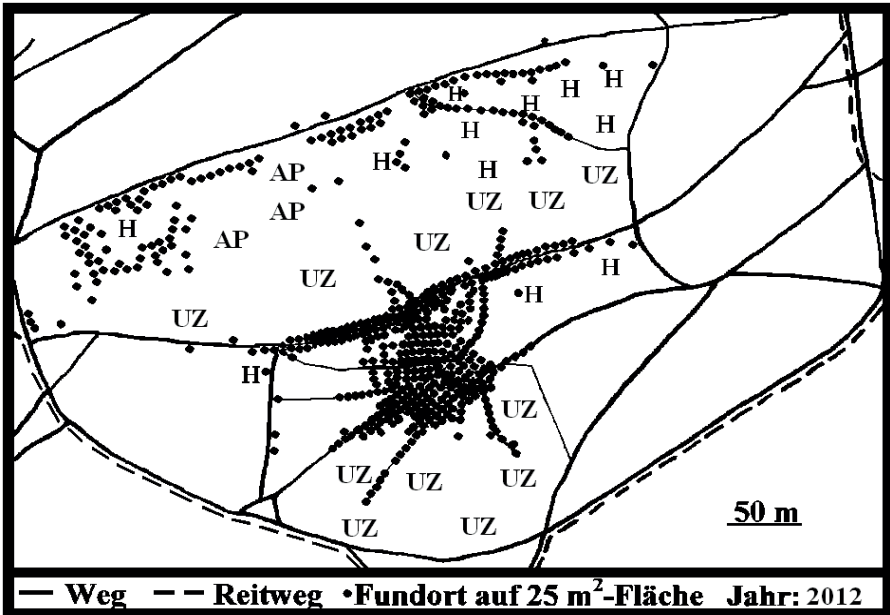 H H
H H H
H H
H H UZ
AP UZ UZ
AP
H AP UZ
UZ H
UZ H
H
UZ
UZ UZ UZ
UZ UZ
50 m
Weg Reitweg Fundort auf 25 m²-Fläche Jahr: 2012